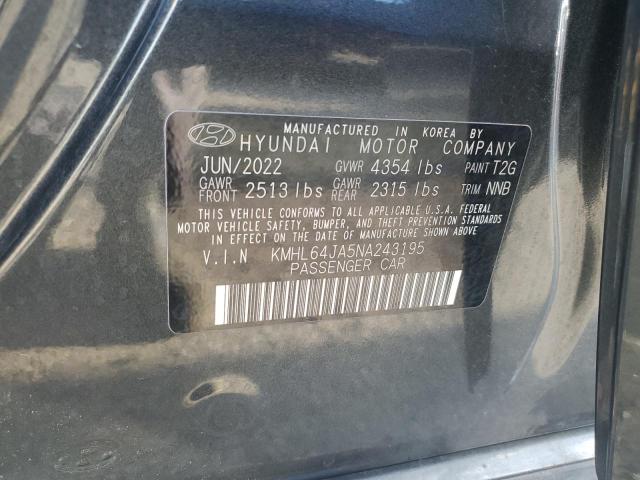 MANUFACTURED IN KOREA BY
HYUNDAI MOTOR COMPANY
JUN/2022 GVWR 4354 lbs PAINT T2G
GAWR FRONT 2513 lbs GAWR REAR 2315 lbs TRIM NNB
THIS VEHICLE CONFORMS TO ALL APPLICABLE U.S.A. FEDERAL
MOTOR VEHICLE SAFETY, BUMPER, AND THEFT PREVENTION STANDARDS
IN EFFECT ON THE DATE OF MANUFACTURE SHOWN ABOVE.
V.I.N KMHL64JA5NA243195
PASSENGER CAR